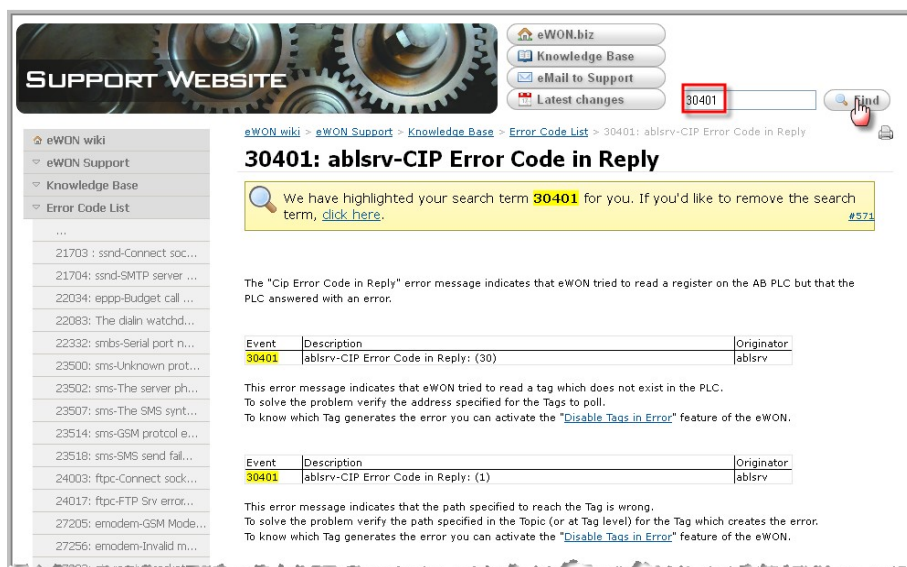 SUPPORT WEBSITE
eWON.biz
Knowledge Base
eMail to Support
Latest changes
30401
Find
eWON wiki
eWON Support
Knowledge Base
Error Code List
...
21703 : ssnd-Connect soc...
21704: ssnd-SMTP server ...
22034: eppp-Budget call ...
22083: The dialin watchd...
22332: smbs-Serial port n...
23500: sms-Unknown prot...
23502: sms-The server ph...
23507: sms-The SMS synt...
23514: sms-GSM protcol e...
23518: sms-SMS send fail...
24003: ftpc-Connect sock...
24017: ftpc-FTP Srv error...
27205: emodem-GSM Mode...
27256: emodem-Invalid m...
eWON wiki > eWON Support > Knowledge Base > Error Code List > 30401: ablsrv-CIP Error Code in Reply
30401: ablsrv-CIP Error Code in Reply
We have highlighted your search term 30401 for you. If you'd like to remove the search
term, click here.
#571
The "Cip Error Code in Reply" error message indicates that eWON tried to read a register on the AB PLC but that the
PLC answered with an error.
Event Description Originator
30401 ablsrv-CIP Error Code in Reply: (30) ablsrv
This error message indicates that eWON tried to read a tag which does not exist in the PLC.
To solve the problem verify the address specified for the Tags to poll.
To know which Tag generates the error you can activate the "Disable Tags in Error" feature of the eWON.
Event Description Originator
30401 ablsrv-CIP Error Code in Reply: (1) ablsrv
This error message indicates that the path specified to reach the Tag is wrong.
To solve the problem verify the path specified in the Topic (or at Tag level) for the Tag which creates the error.
To know which Tag generates the error you can activate the "Disable Tags in Error" feature of the eWON.